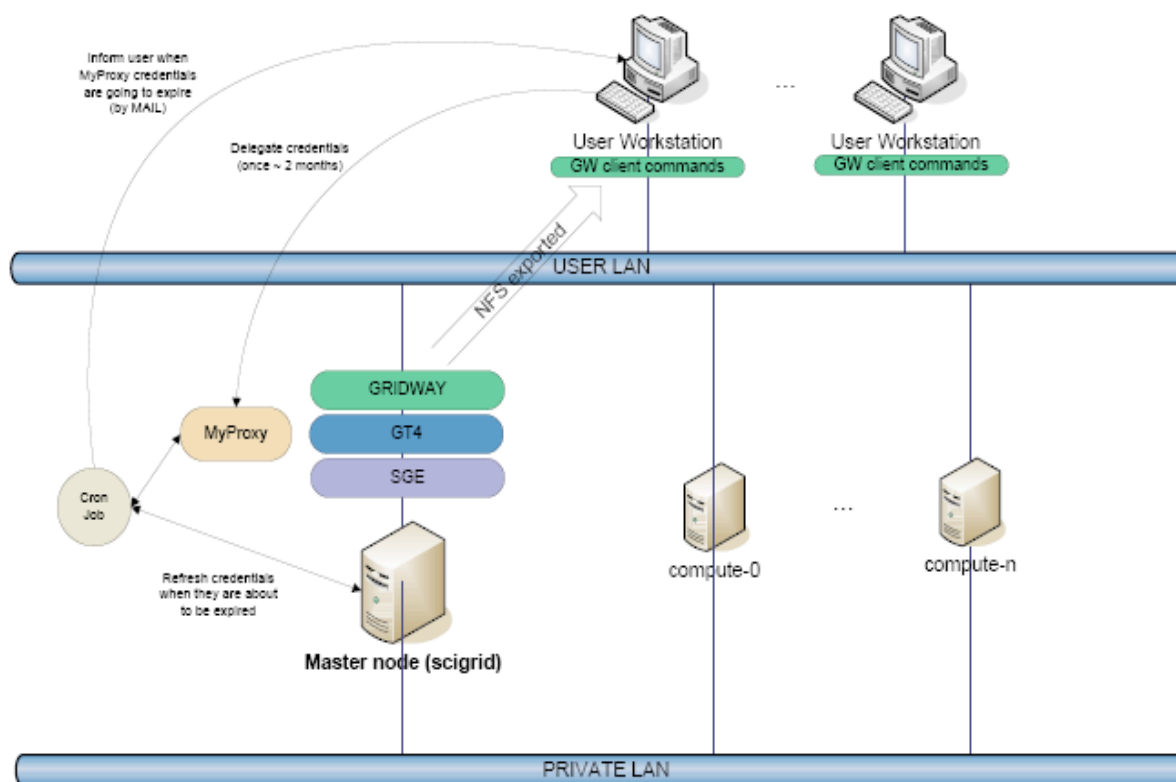 Inform user when
MyProxy credentials
are going to expire
(by MAIL)
Delegate credentials
(once ~ 2 months)
...
User Workstation
GW client commands
User Workstation
GW client commands
NFS exported
USER LAN
GRIDWAY
GT4
SGE
MyProxy
Cron
Job
Refresh credentials
when they are about
to be expired
Master node (scigrid)
compute-0
...
compute-n
PRIVATE LAN